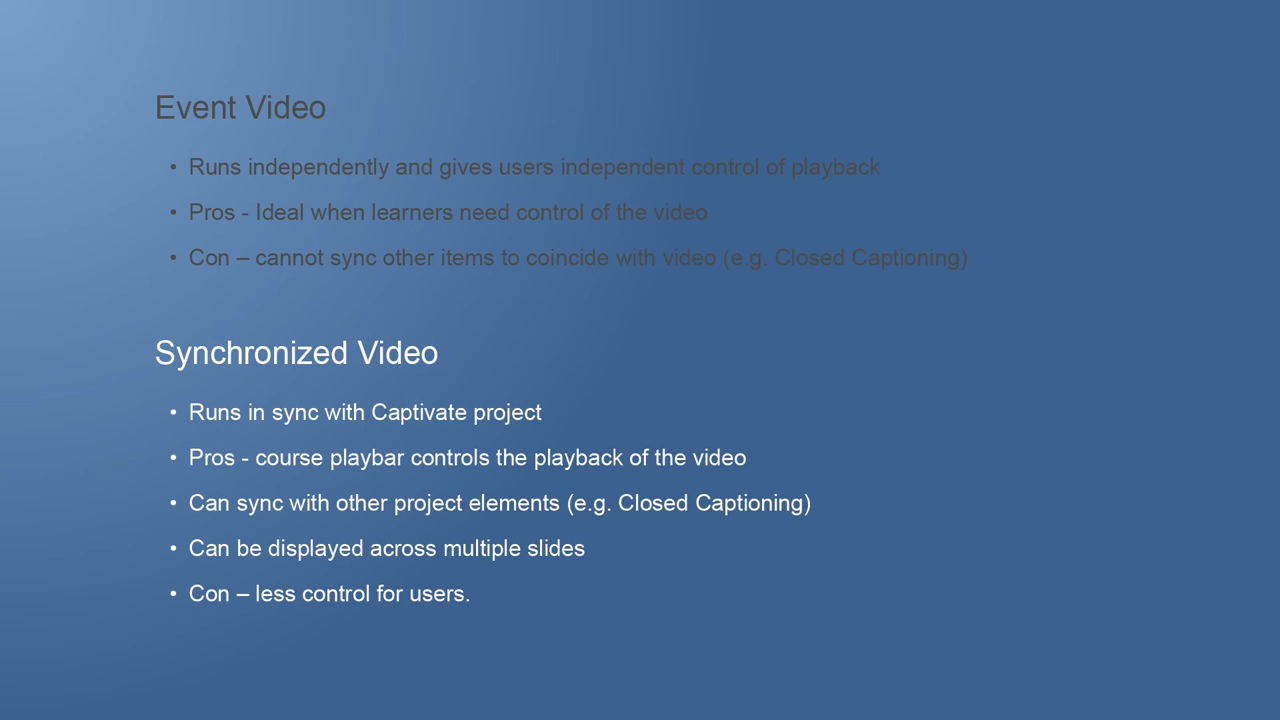 Event Video
• Runs independently and gives users independent control of playback
• Pros - Ideal when learners need control of the video
• Con – cannot sync other items to coincide with video (e.g. Closed Captioning)
Synchronized Video
• Runs in sync with Captivate project
• Pros - course playbar controls the playback of the video
• Can sync with other project elements (e.g. Closed Captioning)
• Can be displayed across multiple slides
• Con – less control for users.